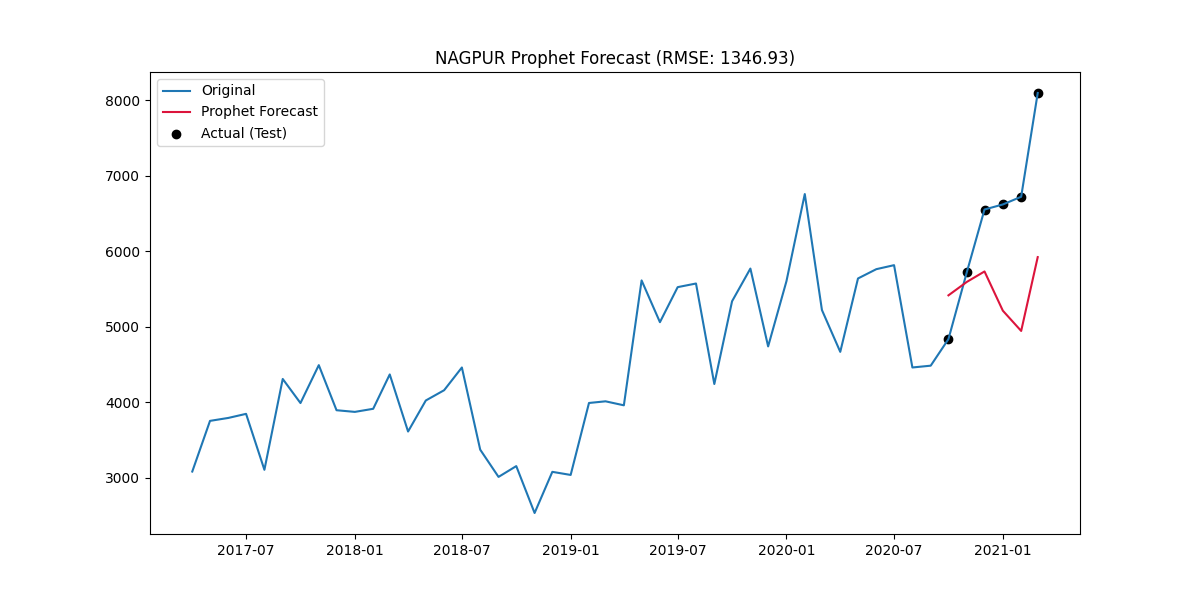 NAGPUR Prophet Forecast (RMSE: 1346.93)
Original
Prophet Forecast
Actual (Test)
8000
7000
6000
5000
4000
3000
2017-07 2018-01 2018-07 2019-01 2019-07 2020-01 2020-07 2021-01